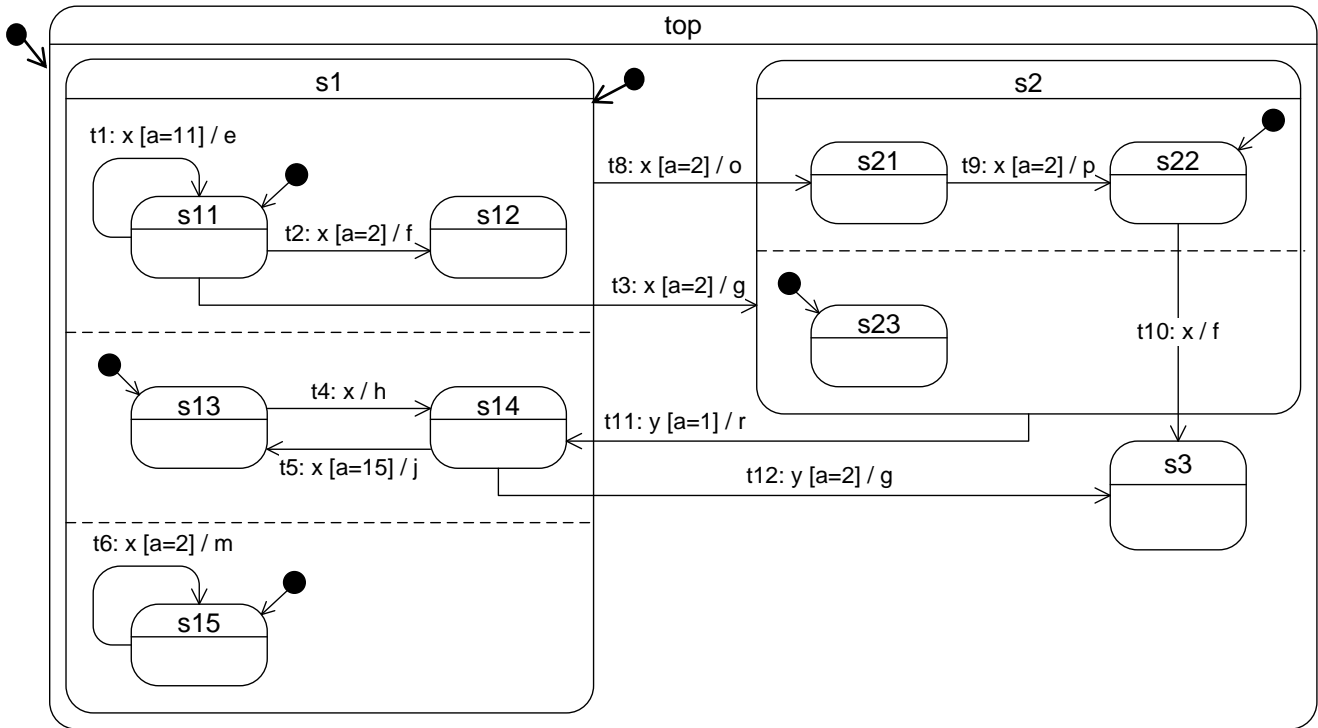 top
s1
s2
t1: x [a=11] / e
s11
t2: x [a=2] / f
s12
t8: x [a=2] / o
s21
t9: x [a=2] / p
s22
t3: x [a=2] / g
s23
t10: x / f
s13
t4: x / h
s14
t5: x [a=15] / j
t11: y [a=1] / r
t12: y [a=2] / g
s3
t6: x [a=2] / m
s15